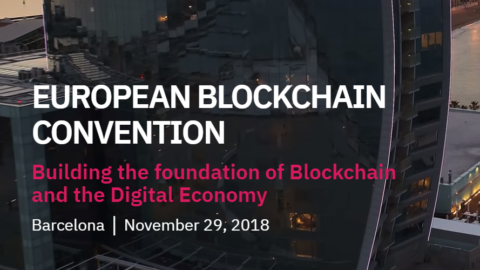 EUROPEAN BLOCKCHAIN
CONVENTION
Building the foundation of Blockchain
and the Digital Economy
Barcelona | November 29, 2018